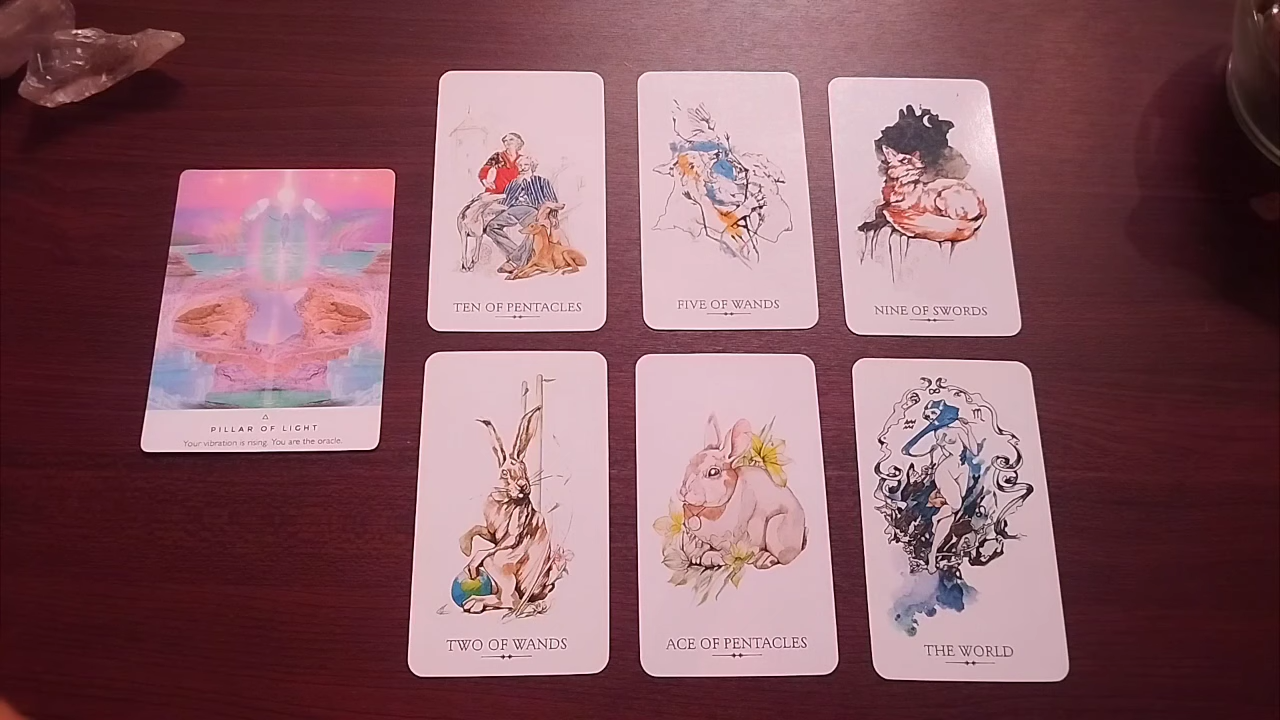 PILLAR OF LIGHT
Your vibration is rising. You are the oracle.
TEN OF PENTACLES
FIVE OF WANDS
NINE OF SWORDS
TWO OF WANDS
ACE OF PENTACLES
THE WORLD